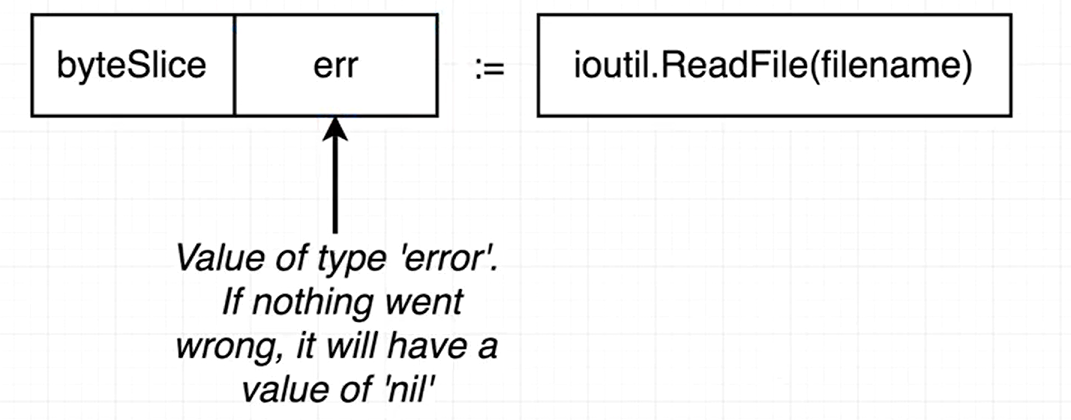 byteSlice err := ioutil.ReadFile(filename)
Value of type 'error'.
If nothing went
wrong, it will have a
value of 'nil'